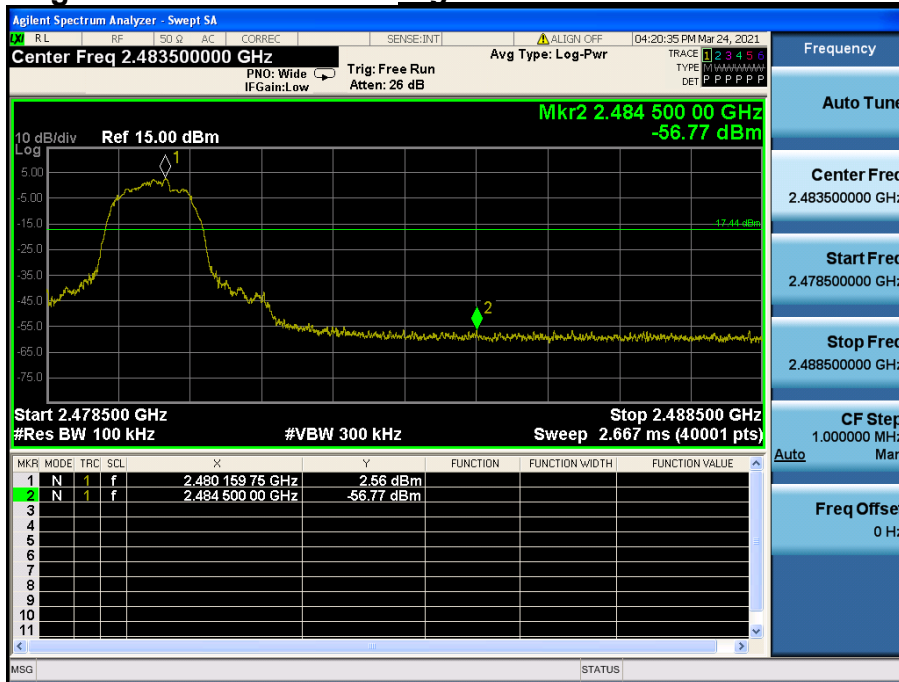 Agilent Spectrum Analyzer - Swept SA
LXI RL RF 50 Ω AC CORREC SENSE:INT ALIGN OFF 04:20:35 PM Mar 24, 2021
Center Freq 2.483500000 GHz
PNO: Wide
IFGain:Low
Trig: Free Run
Atten: 26 dB
Avg Type: Log-Pwr
TRACE 1 2 3 4 5 6
TYPE MWWWWW
DET P P P P P P
Mkr2 2.484 500 00 GHz
-56.77 dBm
10 dB/div Ref 15.00 dBm
Log
1
5.00
-5.00
-15.0
-17.44 dBm
-25.0
-35.0
-45.0
2
-55.0
-65.0
-75.0
Start 2.478500 GHz Stop 2.488500 GHz
#Res BW 100 kHz #VBW 300 kHz Sweep 2.667 ms (40001 pts)
MKR MODE TRC SCL X Y FUNCTION FUNCTION WIDTH FUNCTION VALUE
1 N 1 f 2.480 159 75 GHz 2.56 dBm
2 N 1 f 2.484 500 00 GHz -56.77 dBm
3
4
5
6
7
8
9
10
11
MSG STATUS
Frequency
Auto Tune
Center Freq
2.483500000 GHz
Start Freq
2.478500000 GHz
Stop Freq
2.488500000 GHz
CF Step
1.000000 MHz
Auto Man
Freq Offset
0 Hz